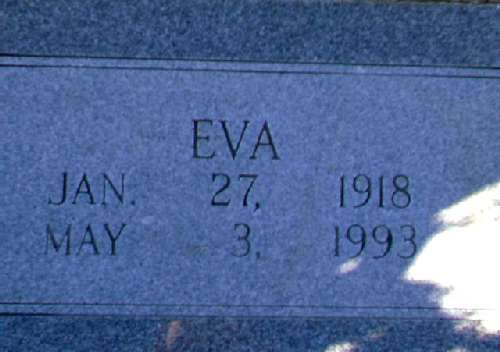 EVA
JAN. 27, 1918
MAY 3, 1993